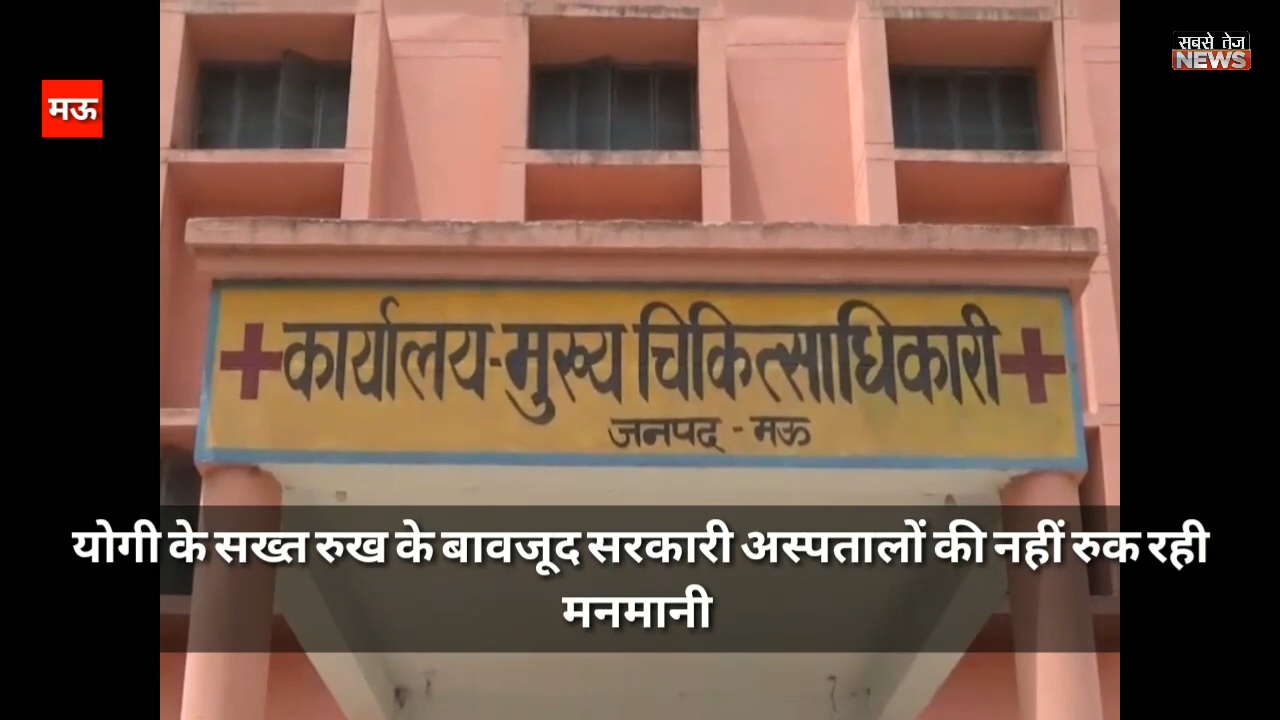 सबसे तेज
NEWS
मऊ
कार्यालय-मुख्य चिकित्साधिकारी
जनपद - मऊ
योगी के सख्त रुख के बावजूद सरकारी अस्पतालों की नहीं रुक रही
मनमानी